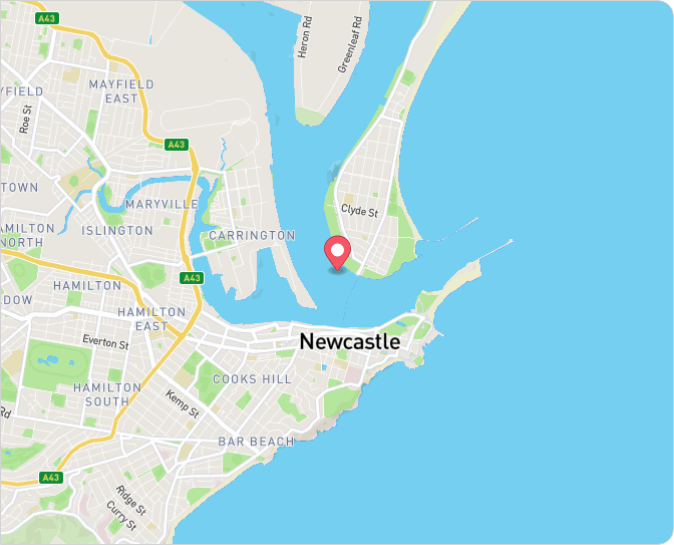 A43
Heron Rd
Greenleaf Rd
MAYFIELD
EAST
YFIELD
Roe St
A43
TOWN
MARYVILLE
Clyde St
AMILTON
NORTH
ISLINGTON
CARRINGTON
A43
HAMILTON
DOW
HAMILTON
EAST
Everton St
Newcastle
COOKS HILL
HAMILTON
SOUTH
Kemp St
Rd
BAR BEACH
A43
Ridge St
Curry St